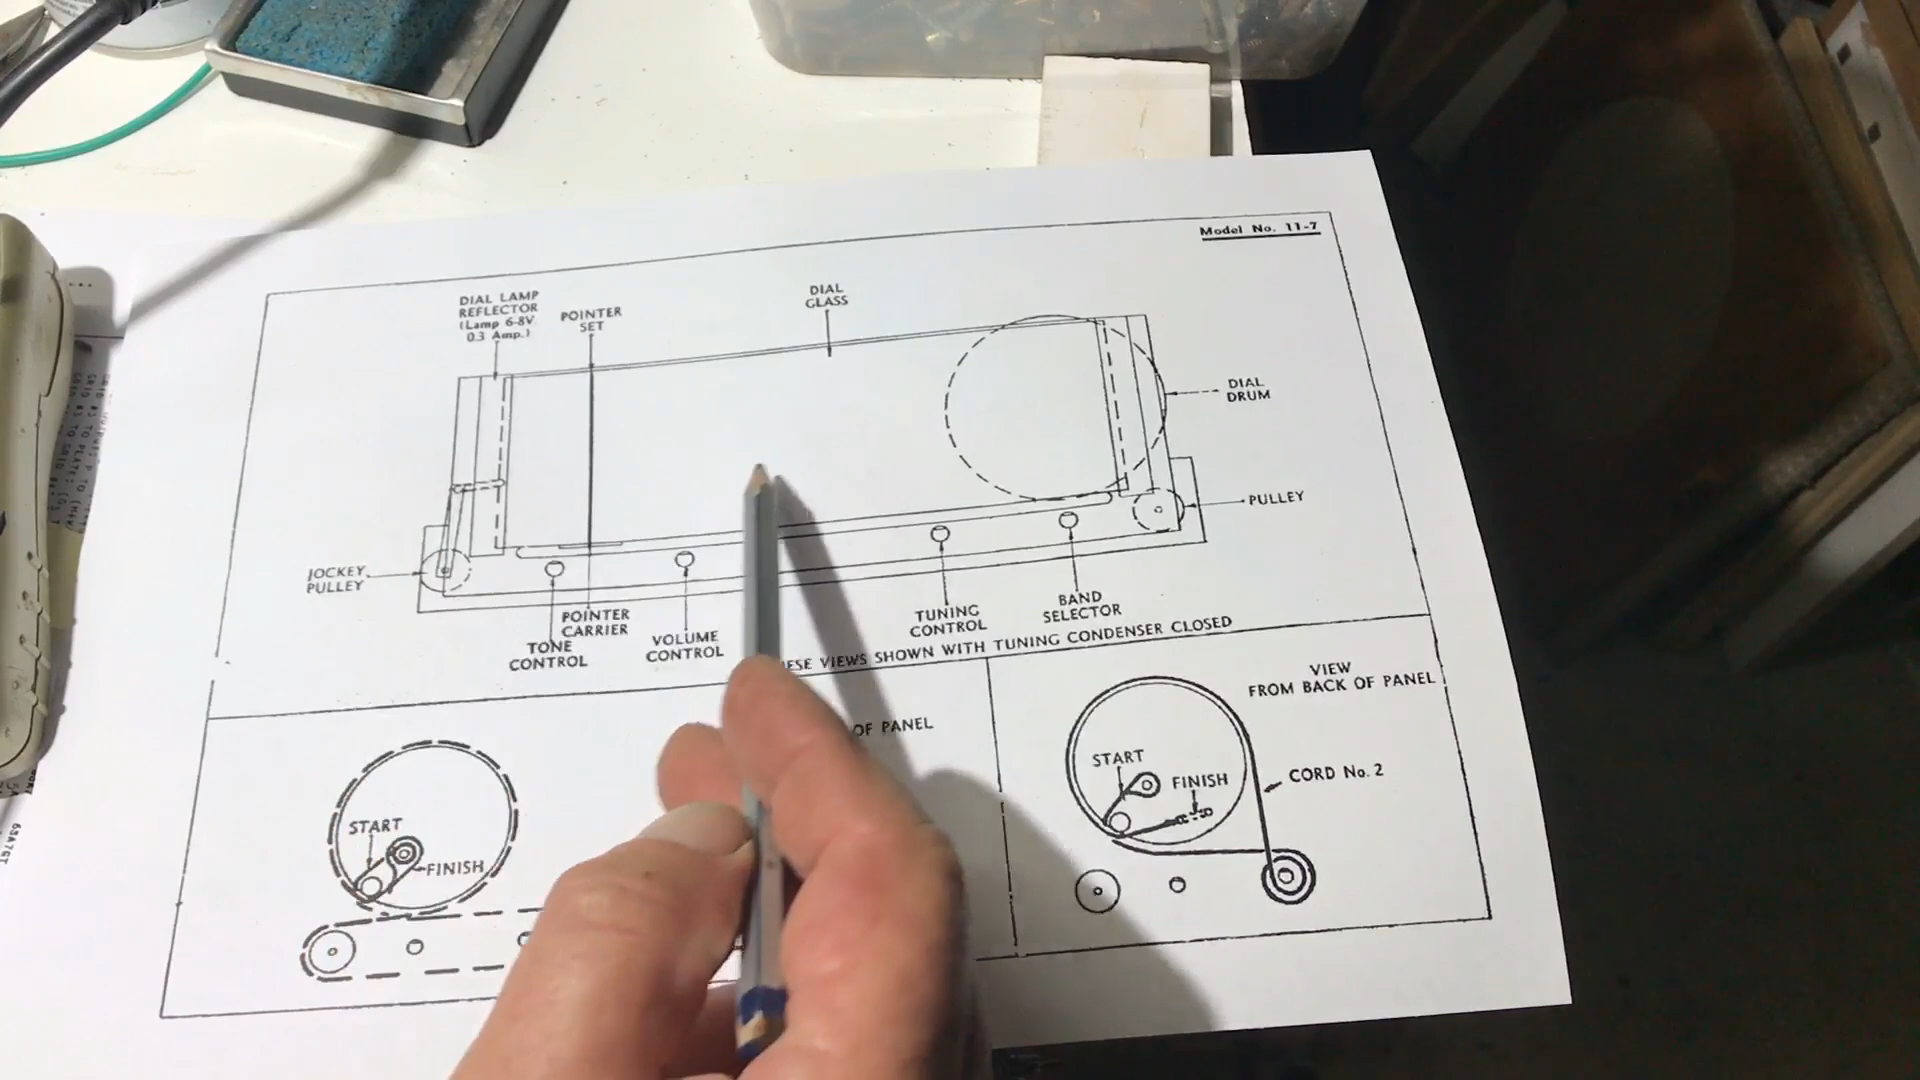 Model No. 11-7
DIAL LAMP
REFLECTOR
(Lamp 6-8V.
0.3 Amp.)
POINTER
SET
DIAL
GLASS
DIAL
DRUM
PULLEY
JOCKEY
PULLEY
POINTER
CARRIER
TONE
CONTROL
VOLUME
CONTROL
TUNING
CONTROL
BAND
SELECTOR
VIEWS SHOWN WITH TUNING CONDENSER CLOSED
OF PANEL
START
FINISH
VIEW
FROM BACK OF PANEL
START
FINISH
CORD No. 2